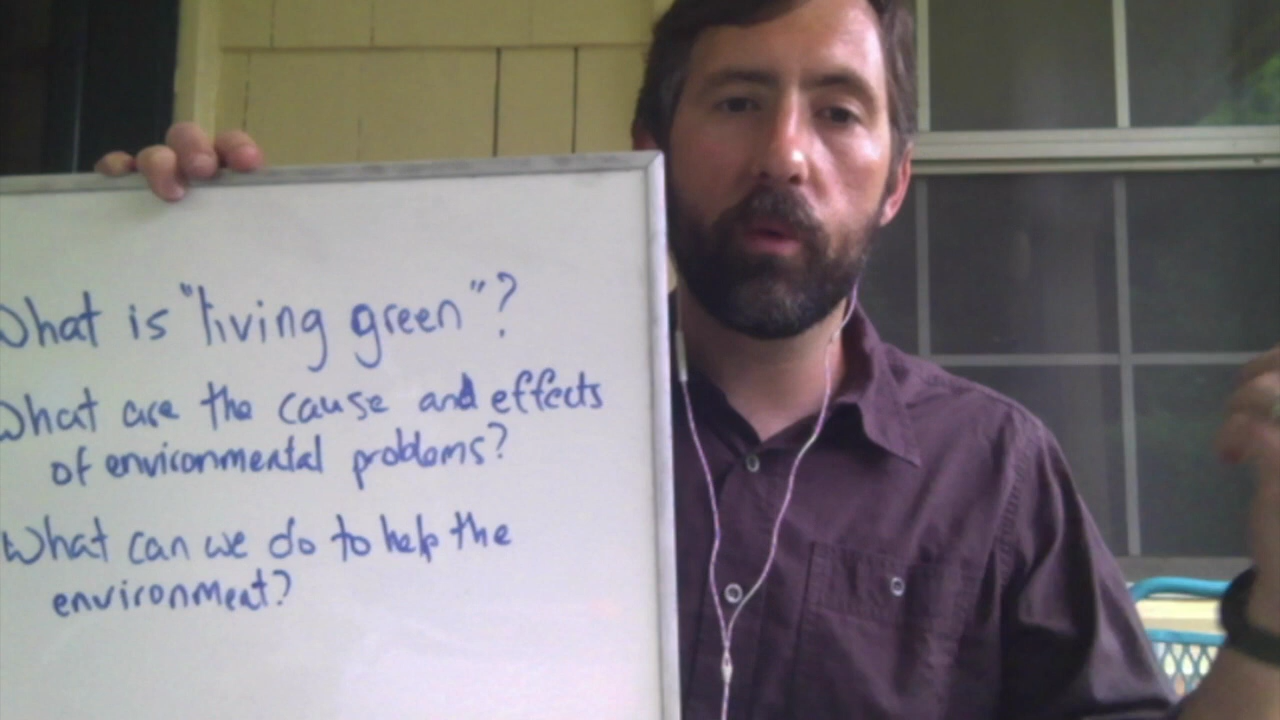 What is "living green"?
What are the cause and effects
of environmental problems?
What can we do to help the
environment?